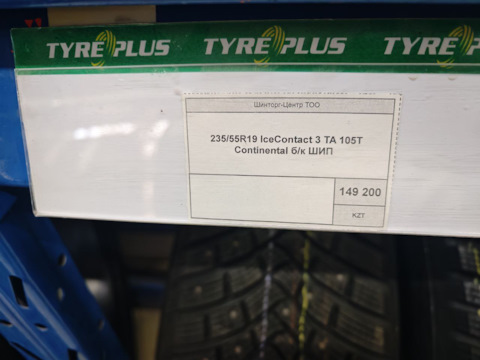 TYREPLUS TYREPLUS TYREPLUS
Шинторг-Центр ТОО
235/55R19 IceContact 3 TA 105T
Continental б/к ШИП
149 200
KZT